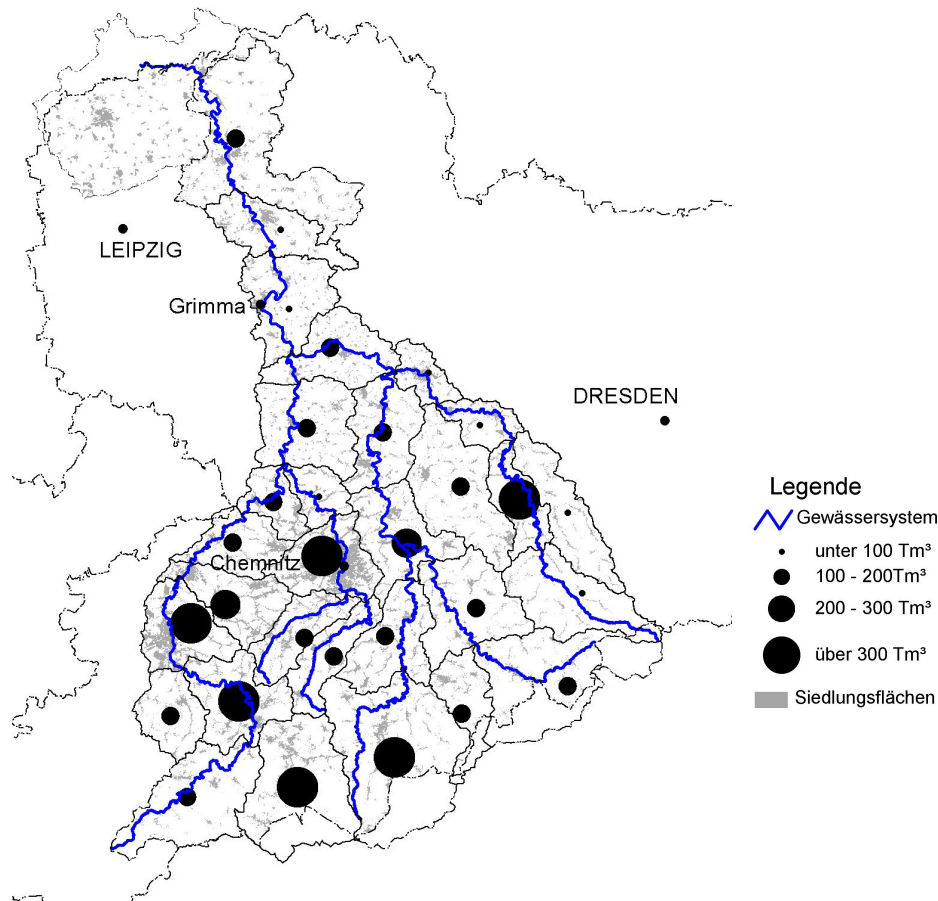 LEIPZIG
Grimma
DRESDEN
Chemnitz
Legende
Gewässersystem
unter 100 Tm³
100 - 200Tm³
200 - 300 Tm³
über 300 Tm³
Siedlungsflächen